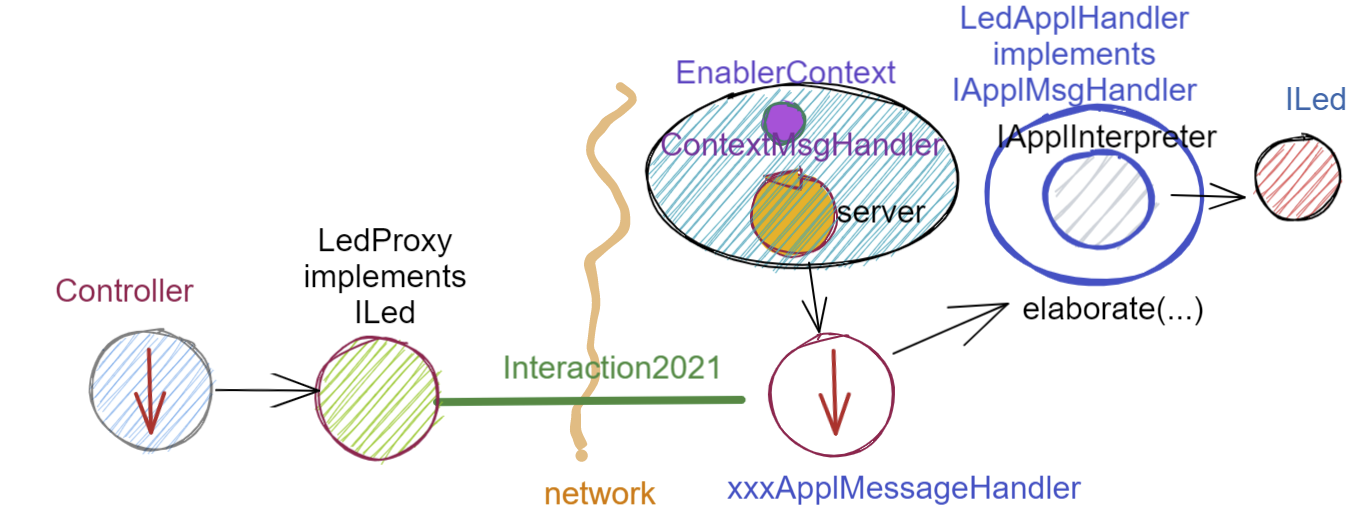 LedApplHandler
implements
IApplMsgHandler
EnablerContext
ILed
IApplInterpreter
ContextMsgHandler
server
LedProxy
implements
ILed
Controller
elaborate(...)
Interaction2021
network
xxxApplMessageHandler